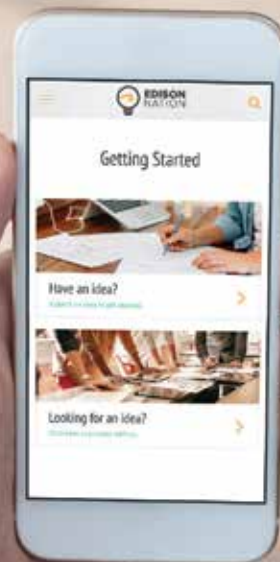 EDISON
NATION
Getting Started
Have an idea?
Looking for an idea?